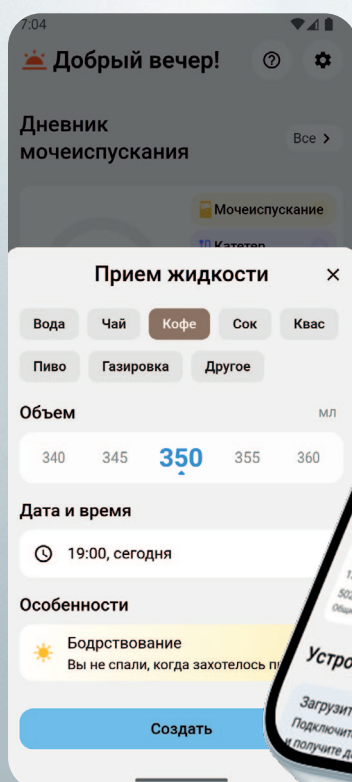 7:04
Добрый вечер!
Дневник
мочеиспускания
Все >
Мочеиспускание
Катетер
Прием жидкости
Вода Чай Кофе Сок Квас
Пиво Газировка Другое
Объем мл
340 345 350 355 360
Дата и время
19:00, сегодня
Особенности
Бодрствование
Вы не спали, когда захотелось
Создать
502
Устро
Загрузит
Подключит
и получите